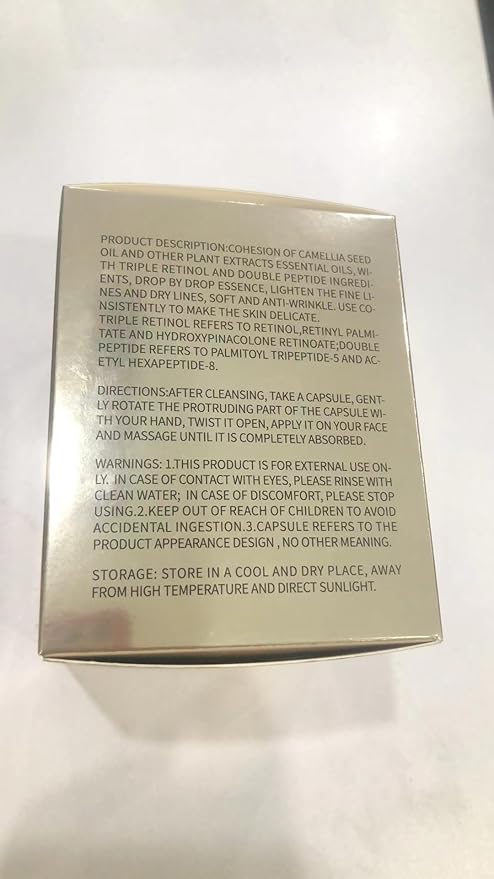 PRODUCT DESCRIPTION:COHESION OF CAMELLIA SEED
OIL AND OTHER PLANT EXTRACTS ESSENTIAL OILS, WI-
TH TRIPLE RETINOL AND DOUBLE PEPTIDE INGREDI-
ENTS, DROP BY DROP ESSENCE, LIGHTEN THE FINE LI-
NES AND DRY LINES, SOFT AND ANTI-WRINKLE. USE CO-
NSISTENTLY TO MAKE THE SKIN DELICATE.
TRIPLE RETINOL REFERS TO RETINOL,RETINYL PALMI-
TATE AND HYDROXYPINACOLONE RETINOATE;DOUBLE
PEPTIDE REFERS TO PALMITOYL TRIPEPTIDE-5 AND AC-
ETYL HEXAPEPTIDE-8.
DIRECTIONS:AFTER CLEANSING, TAKE A CAPSULE, GENT-
LY ROTATE THE PROTRUDING PART OF THE CAPSULE WI-
TH YOUR HAND, TWIST IT OPEN, APPLY IT ON YOUR FACE
AND MASSAGE UNTIL IT IS COMPLETELY ABSORBED.
WARNINGS: 1.THIS PRODUCT IS FOR EXTERNAL USE ON-
LY. IN CASE OF CONTACT WITH EYES, PLEASE RINSE WITH
CLEAN WATER; IN CASE OF DISCOMFORT, PLEASE STOP
USING.2.KEEP OUT OF REACH OF CHILDREN TO AVOID
ACCIDENTAL INGESTION.3.CAPSULE REFERS TO THE
PRODUCT APPEARANCE DESIGN , NO OTHER MEANING.
STORAGE: STORE IN A COOL AND DRY PLACE, AWAY
FROM HIGH TEMPERATURE AND DIRECT SUNLIGHT.